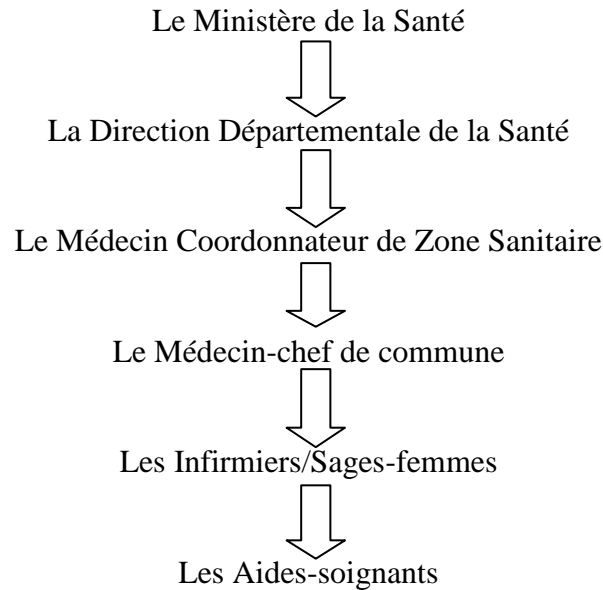 Le Ministère de la Santé
La Direction Départementale de la Santé
Le Médecin Coordonnateur de Zone Sanitaire
Le Médecin-chef de commune
Les Infirmiers/Sages-femmes
Les Aides-soignants